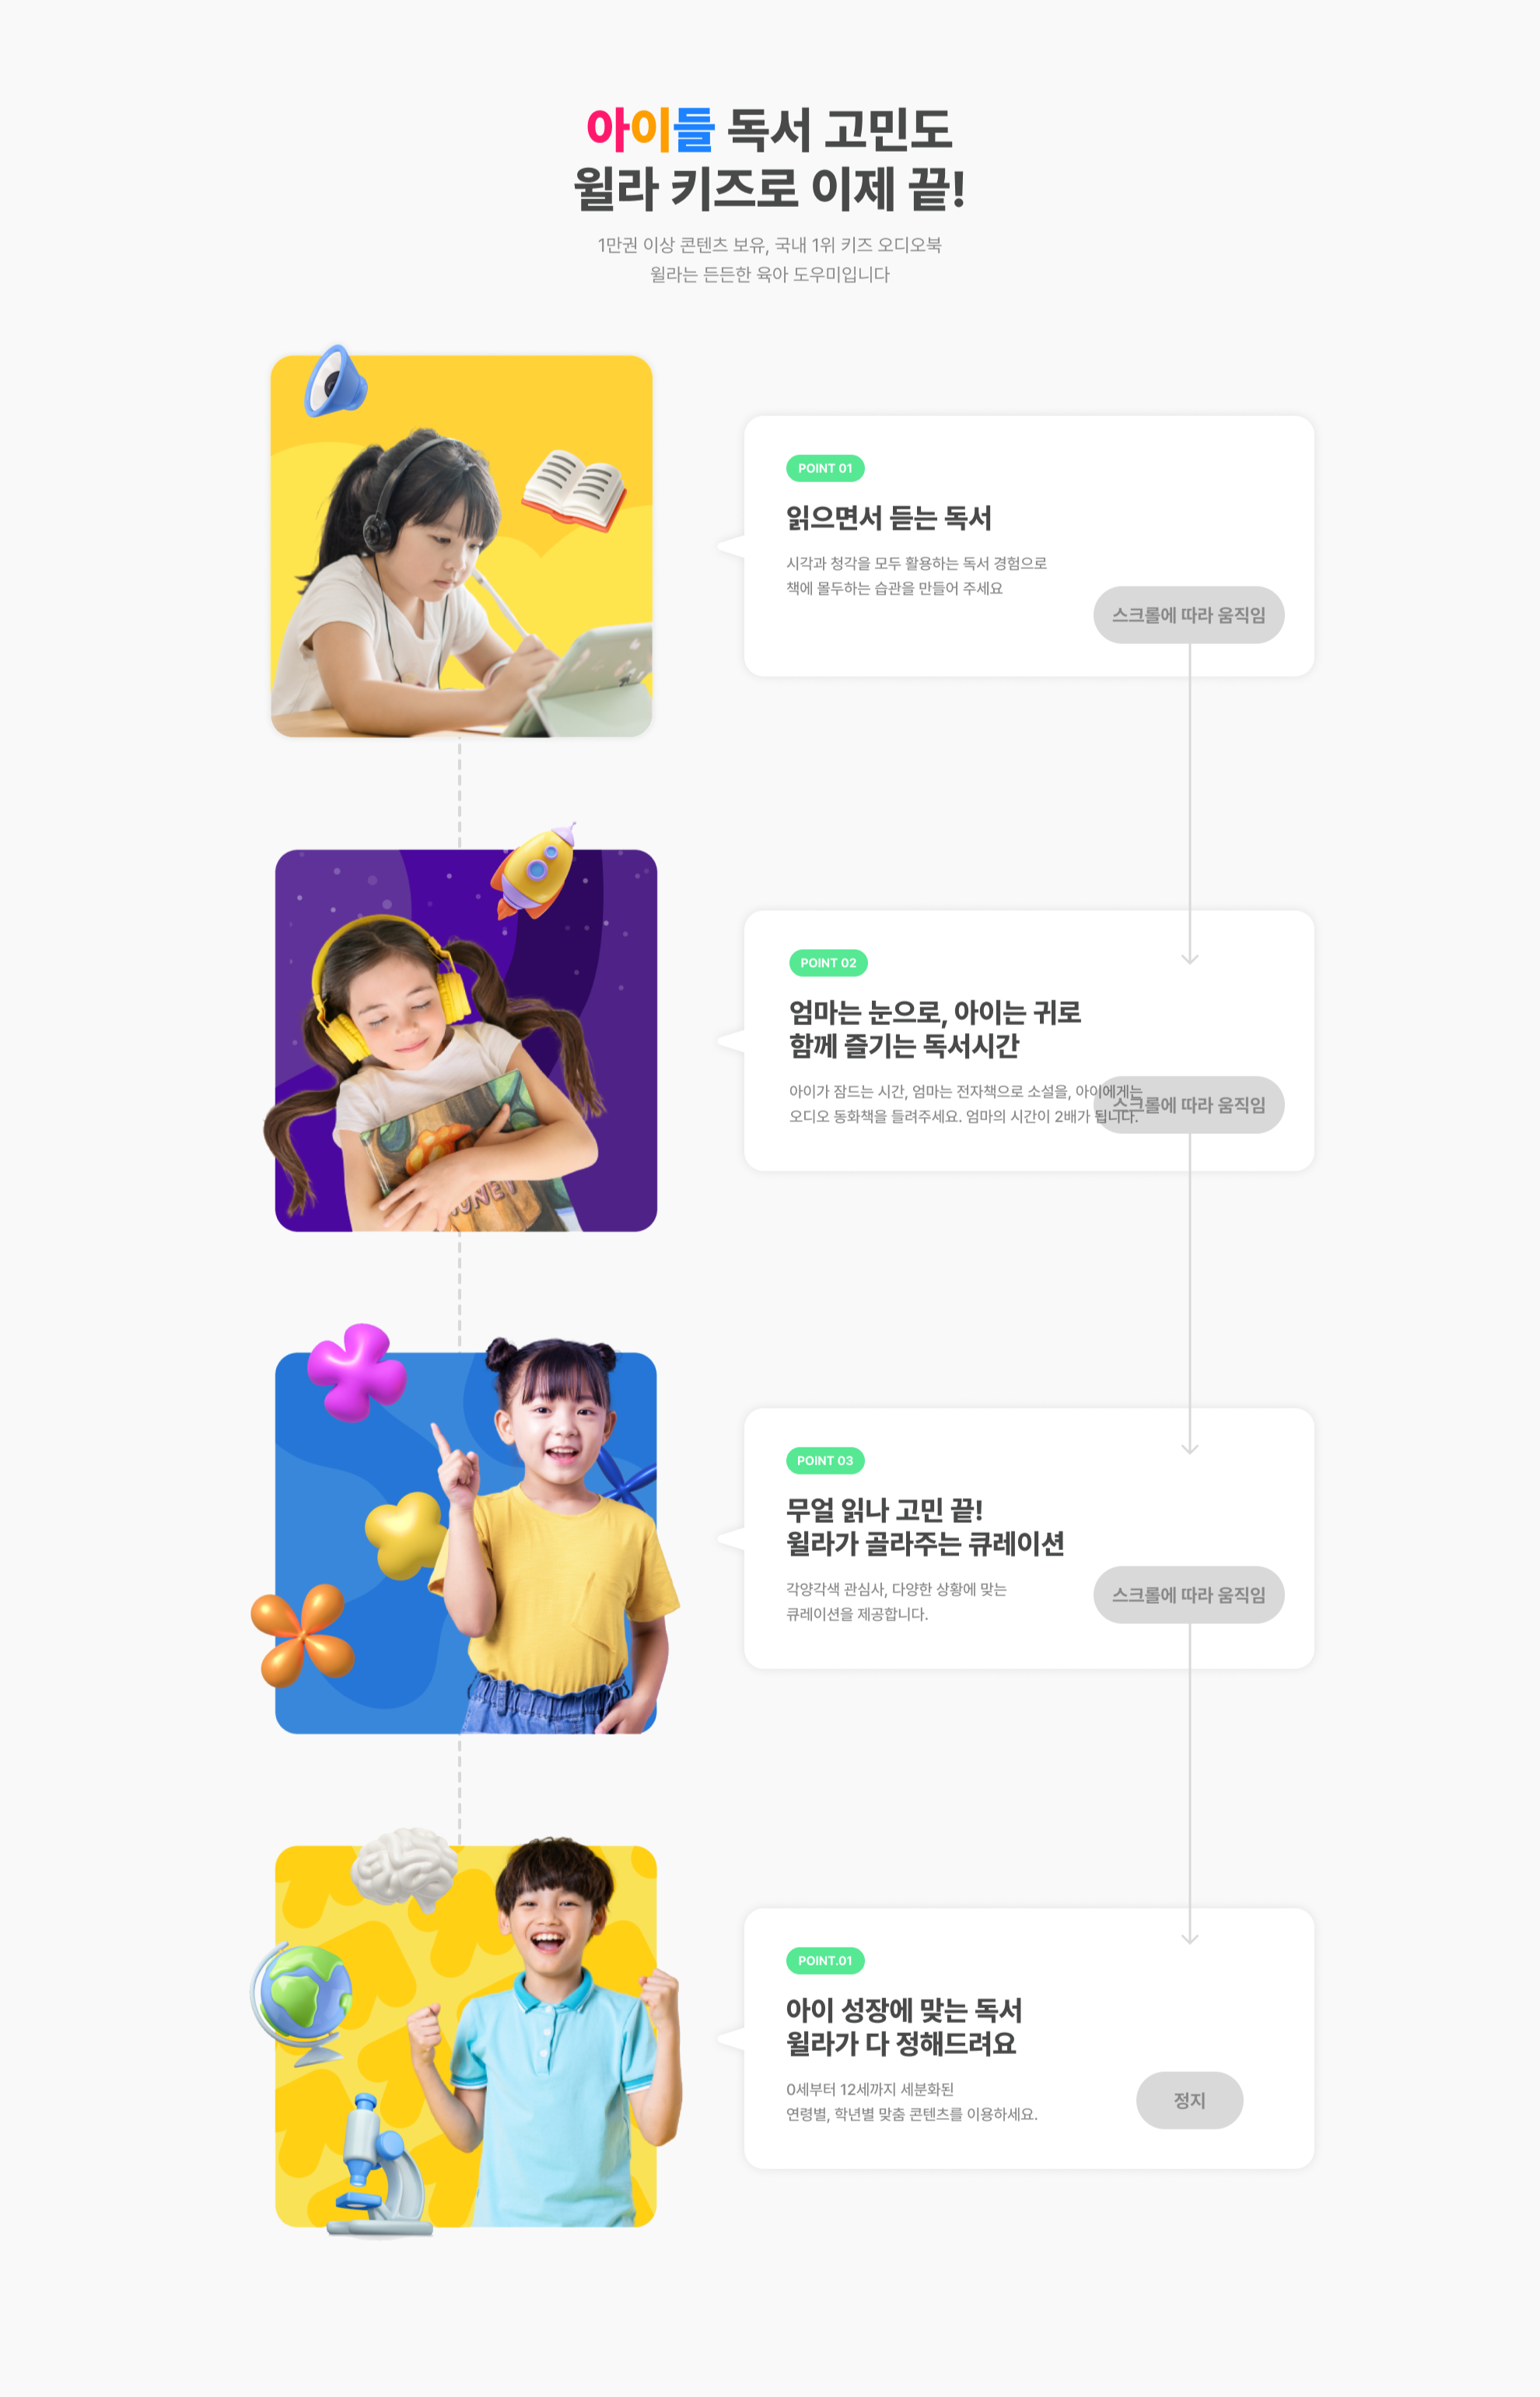 아이들 독서 고민도
윌라 키즈로 이제 끝!
1만권 이상 콘텐츠 보유, 국내 1위 키즈 오디오북
윌라는 든든한 육아 도우미입니다
POINT 01
읽으면서 듣는 독서
시각과 청각을 모두 활용하는 독서 경험으로
책에 몰두하는 습관을 만들어 주세요
스크롤에 따라 움직임
POINT 02
엄마는 눈으로, 아이는 귀로
함께 즐기는 독서시간
아이가 잠드는 시간, 엄마는 전자책으로 소설을, 아이에게는
오디오 동화책을 들려주세요. 엄마의 시간이 2배가 됩니다.
스크롤에 따라 움직임
HUNEY
POINT 03
무얼 읽나 고민 끝!
윌라가 골라주는 큐레이션
각양각색 관심사, 다양한 상황에 맞는
큐레이션을 제공합니다.
스크롤에 따라 움직임
POINT.01
아이 성장에 맞는 독서
윌라가 다 정해드려요
0세부터 12세까지 세분화된
연령별, 학년별 맞춤 콘텐츠를 이용하세요.
정지